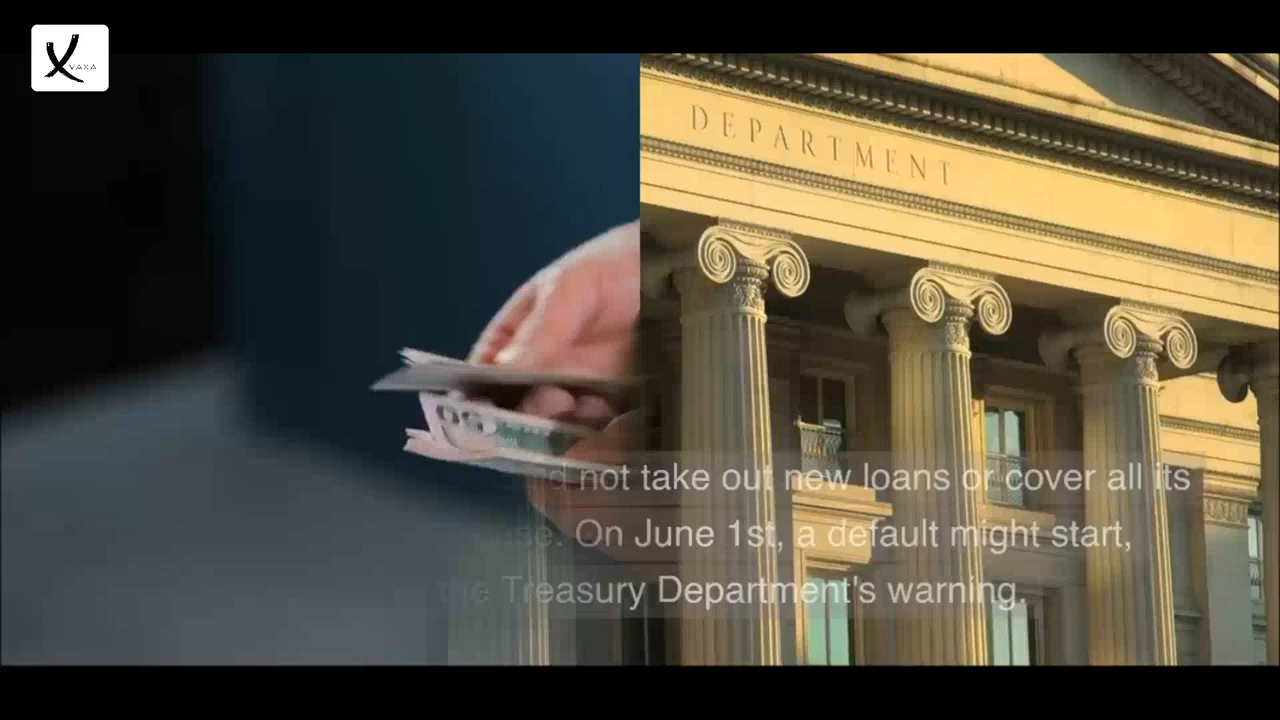 VAXA
DEPARTMENT
not take out new loans or cover all its
On June 1st, a default might start,
the Treasury Department's warning.